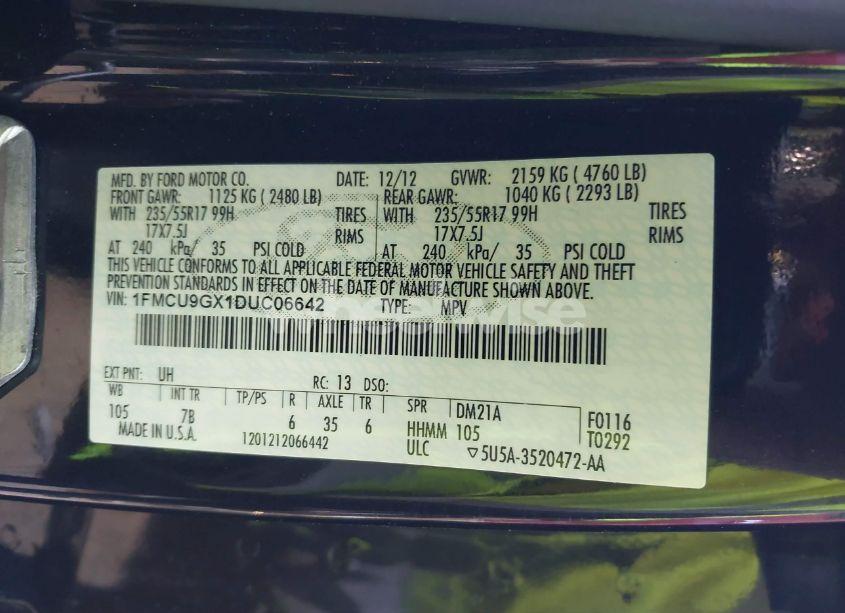 MFD. BY FORD MOTOR CO. DATE: 12/12 GVWR: 2159 KG ( 4760 LB)
FRONT GAWR: 1125 KG ( 2480 LB) REAR GAWR: 1040 KG ( 2293 LB)
WITH 235/55R17 99H TIRES WITH 235/55R17 99H TIRES
17X7.5J RIMS 17X7.5J RIMS
AT 240 kPa/ 35 PSI COLD AT 240 kPa/ 35 PSI COLD
THIS VEHICLE CONFORMS TO ALL APPLICABLE FEDERAL MOTOR VEHICLE SAFETY AND THEFT
PREVENTION STANDARDS IN EFFECT ON THE DATE OF MANUFACTURE SHOWN ABOVE.
VIN: 1FMCU9GX1DUC06642 TYPE: MPV
EXT PNT: UH RC: 13 DSO:
WB INT TR TP/PS R AXLE TR SPR DM21A F0116
105 7B 6 35 6 HHMM 105 T0292
MADE IN U.S.A. 1201212066442 ULC ▽5U5A-3520472-AA